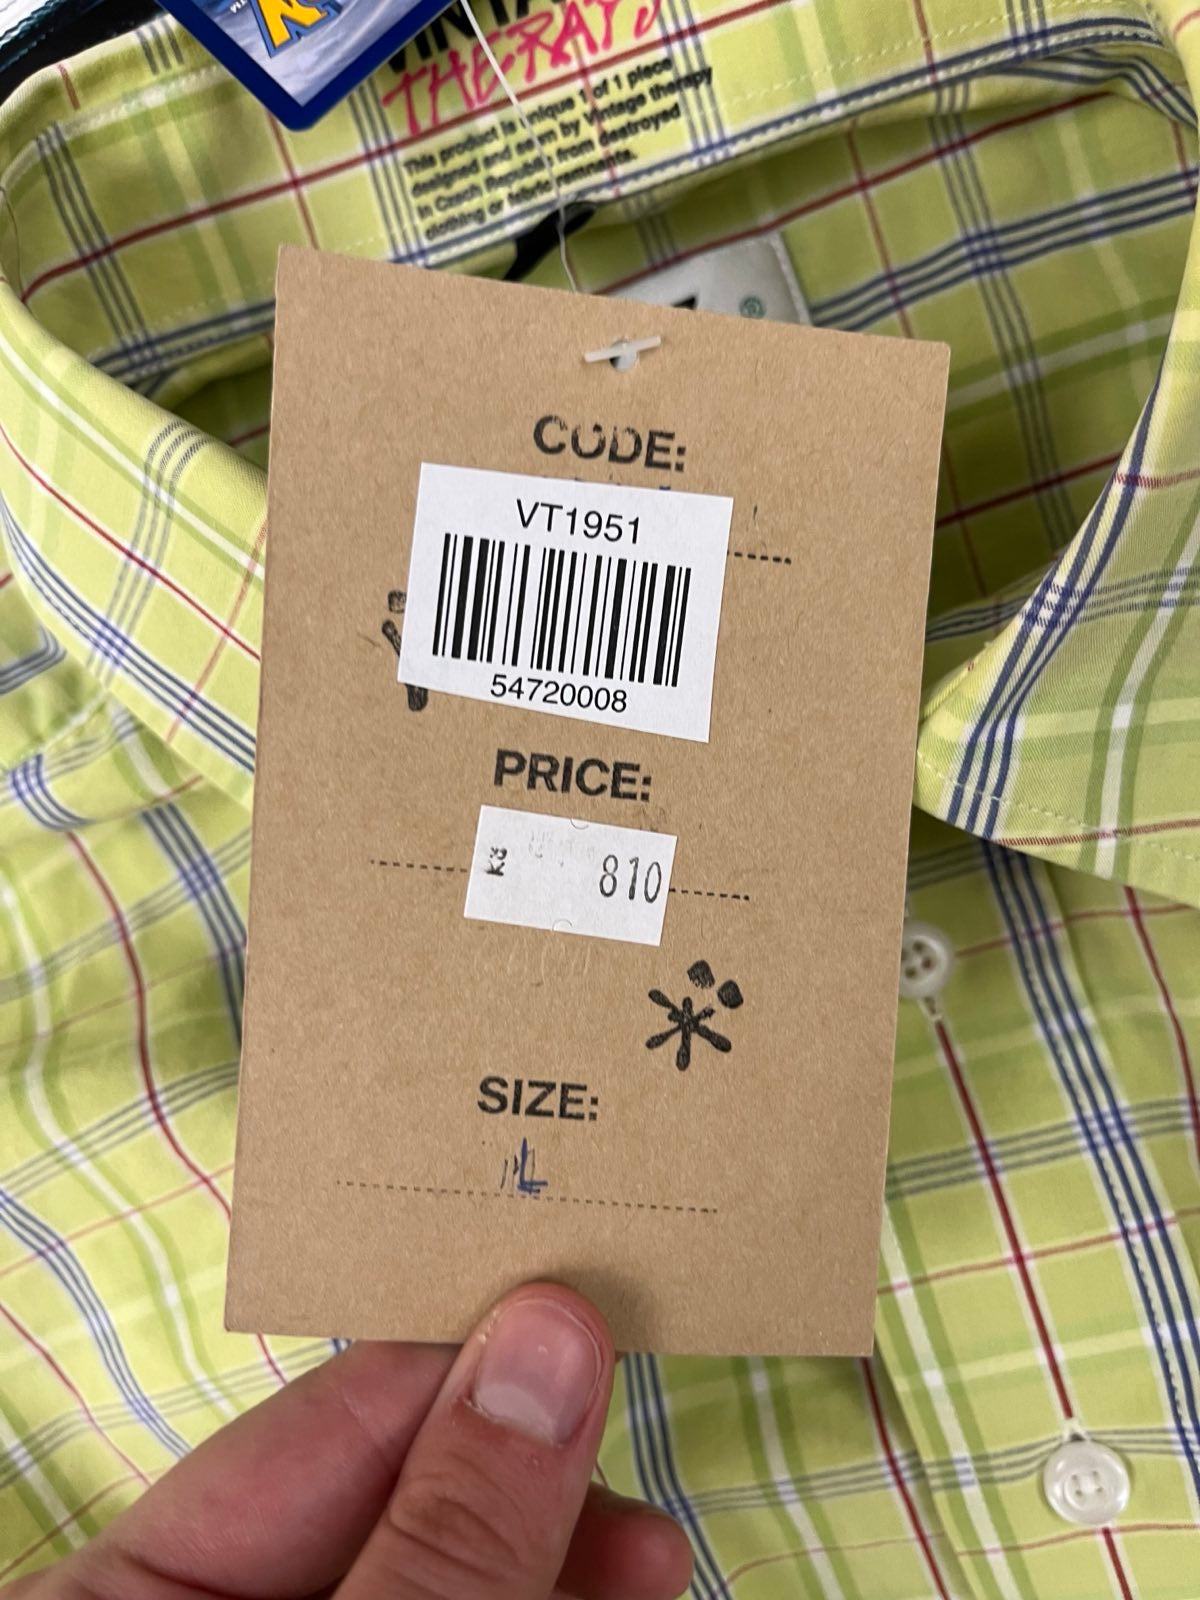 THERAPY
This product is unique 1 of 1 piece
designed and sewn by Vintage therapy
in Czech Republic from destroyed
clothing or fabric remnants.
CODE:
VT1951
54720008
PRICE:
Kč 810
SIZE:
L